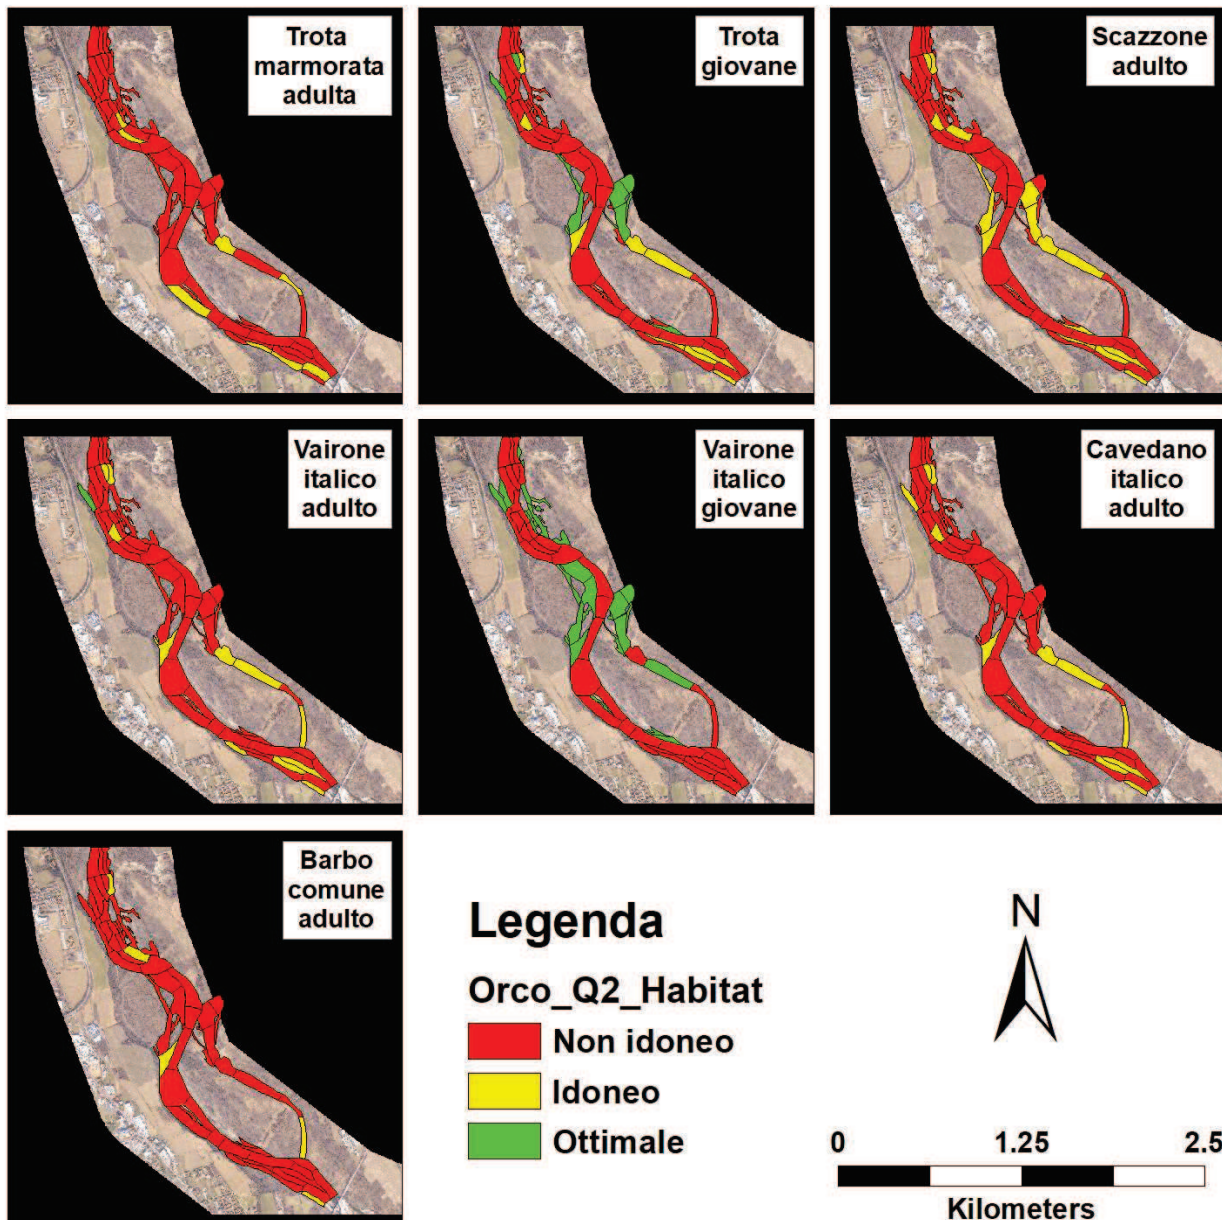 Trota
marmorata
adulta
Trota
giovane
Scazzone
adulto
Vairone
italico
adulto
Vairone
italico
giovane
Cavedano
italico
adulto
Barbo
comune
adulto
Legenda
Orco_Q2_Habitat
Non idoneo
Idoneo
Ottimale
N
0 1.25 2.5
Kilometers